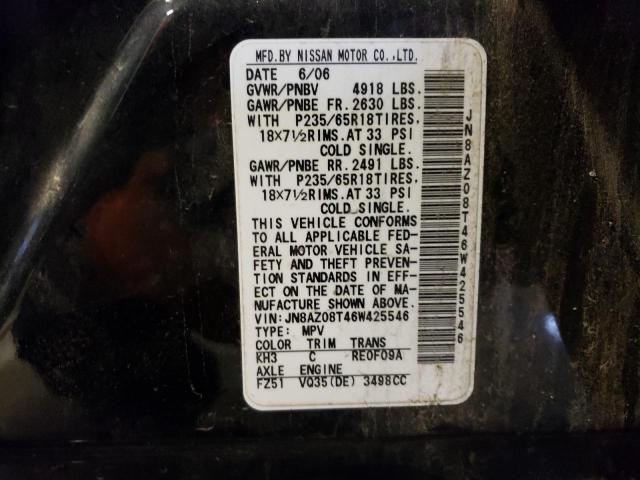 MFD.BY NISSAN MOTOR CO.,LTD.
DATE 6/06
GVWR/PNBV 4918 LBS.
GAWR/PNBE FR.2630 LBS.
WITH P235/65R18TIRES,
18X7½RIMS.AT 33 PSI
COLD SINGLE.
GAWR/PNBE RR.2491 LBS.
WITH P235/65R18TIRES,
18X7½RIMS.AT 33 PSI
COLD SINGLE.
THIS VEHICLE CONFORMS
TO ALL APPLICABLE FED-
ERAL MOTOR VEHICLE SA-
FETY AND THEFT PREVEN-
TION STANDARDS IN EFF-
ECT ON THE DATE OF MA-
NUFACTURE SHOWN ABOVE.
VIN:JN8AZ08T46W425546
TYPE: MPV
COLOR TRIM TRANS
KH3 C RE0F09A
AXLE ENGINE
FZ51 VQ35(DE) 3498CC
JN8AZ08T46W425546